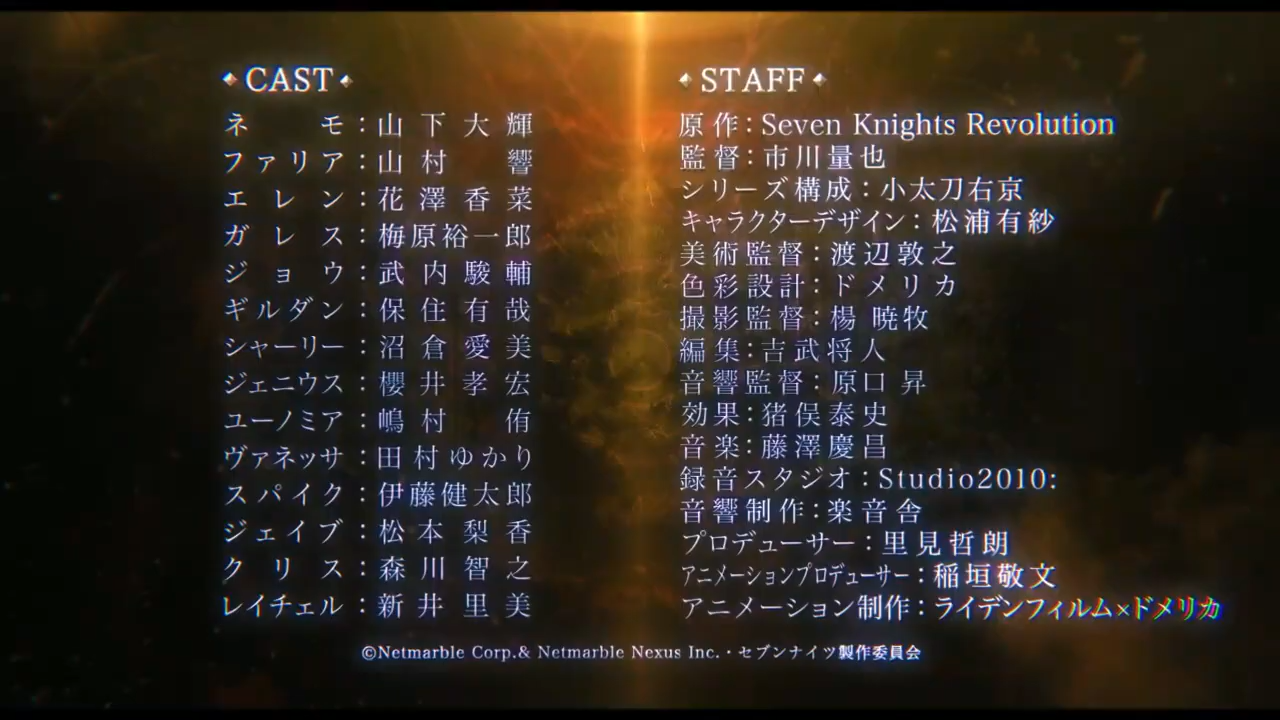 CAST
ネモ：山下大輝
ファリア：山村響
エレン：花澤香菜
ガレス：梅原裕一郎
ジョウ：武内駿輔
ギルダン：保住有哉
シャーリー：沼倉愛美
ジェニウス：櫻井孝宏
ユーノミア：嶋村侑
ヴァネッサ：田村ゆかり
スパイク：伊藤健太郎
ジェイブ：松本梨香
クリス：森川智之
レイチェル：新井里美
STAFF
原作：Seven Knights Revolution
監督：市川量也
シリーズ構成：小太刀右京
キャラクターデザイン：松浦有紗
美術監督：渡辺敦之
色彩設計：ドメリカ
撮影監督：楊 暁牧
編集：吉武将人
音響監督：原口 昇
効果：猪俣泰史
音楽：藤澤慶昌
録音スタジオ：Studio2010:
音響制作：楽音舎
プロデューサー：里見哲朗
アニメーションプロデューサー：稲垣敬文
アニメーション制作：ライデンフィルム×ドメリカ
©Netmarble Corp.& Netmarble Nexus Inc.・セブンナイツ製作委員会